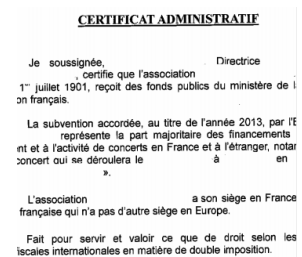 CERTIFICAT ADMINISTRATIF
Je soussignée, Directrice
, certifie que l'association
1er juillet 1901, reçoit des fonds publics du ministère de l
on français.
La subvention accordée, au titre de l'année 2013, par l'E
représente la part majoritaire des financements
nt et à l'activité de concerts en France et à l'étranger, notar
concert qui se déroulera le à en
».
L'association a son siège en France
française qui n'a pas d'autre siège en Europe.
Fait pour servir et valoir ce que de droit selon les
fiscales internationales en matière de double imposition.